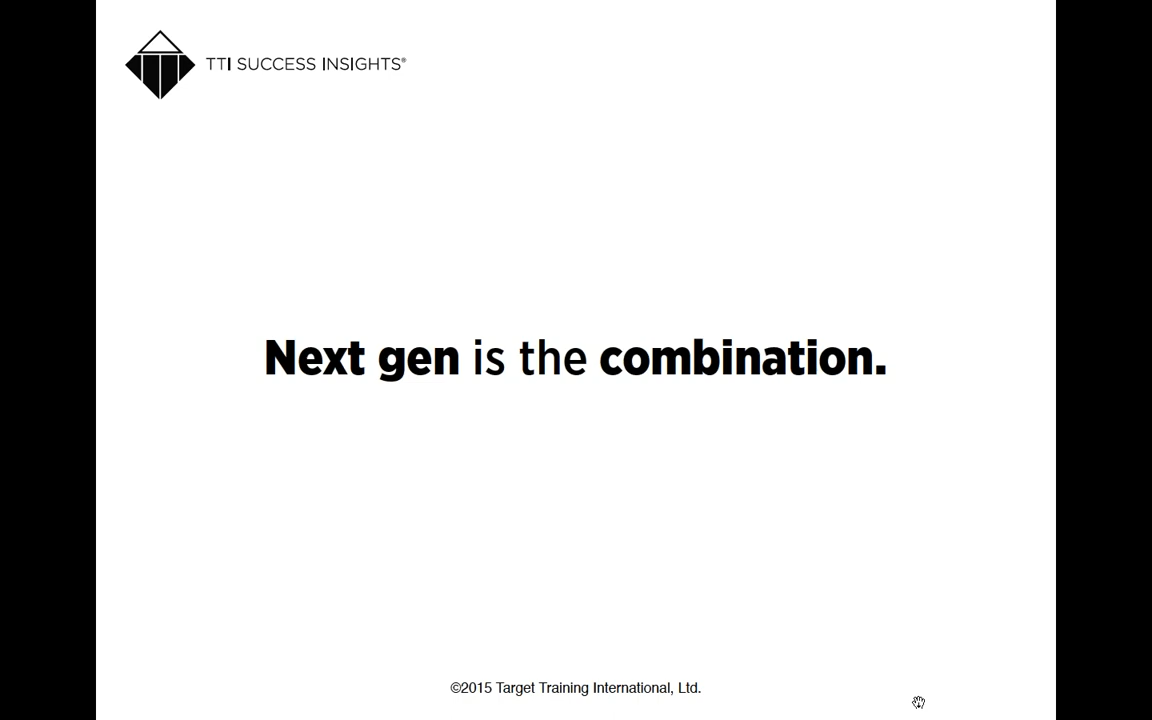 TTI SUCCESS INSIGHTS®
Next gen is the combination.
©2015 Target Training International, Ltd.